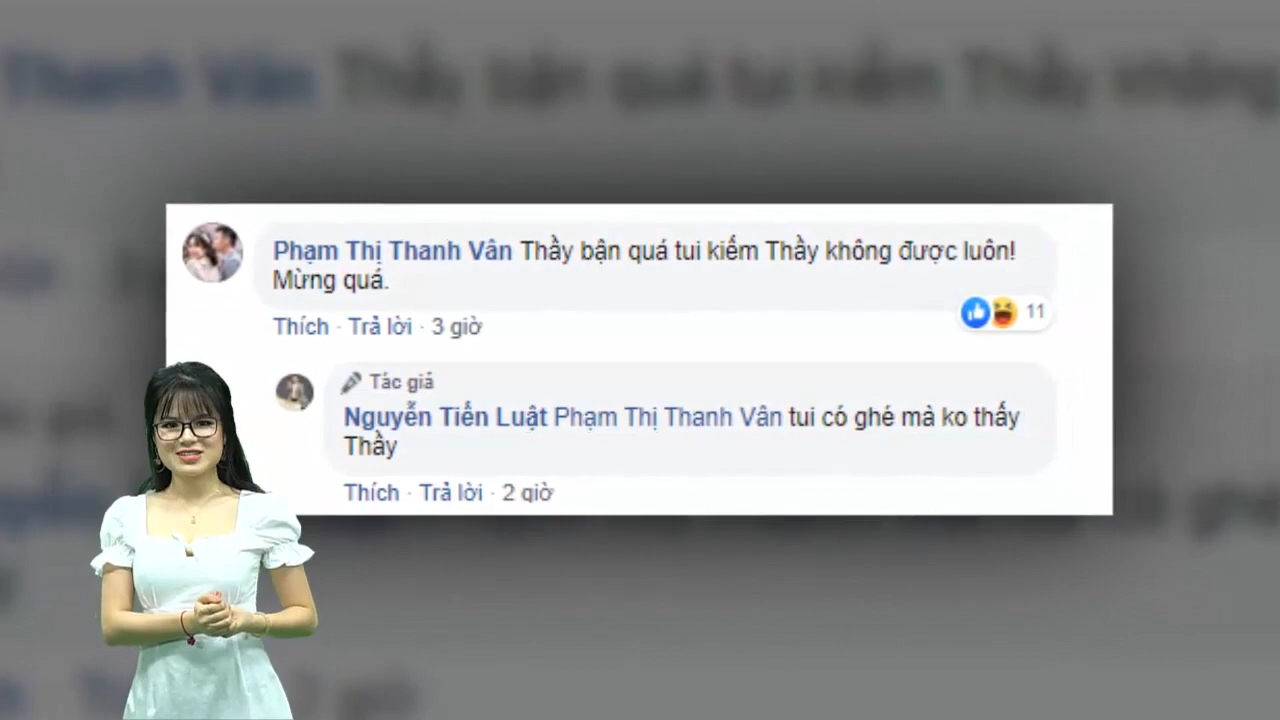 Phạm Thị Thanh Vân Thầy bận quá tui kiếm Thầy không được luôn!
Mừng quá.
Thích · Trả lời · 3 giờ
11
Tác giả
Nguyễn Tiến Luật Phạm Thị Thanh Vân tui có ghé mà ko thấy
Thầy
Thích · Trả lời · 2 giờ